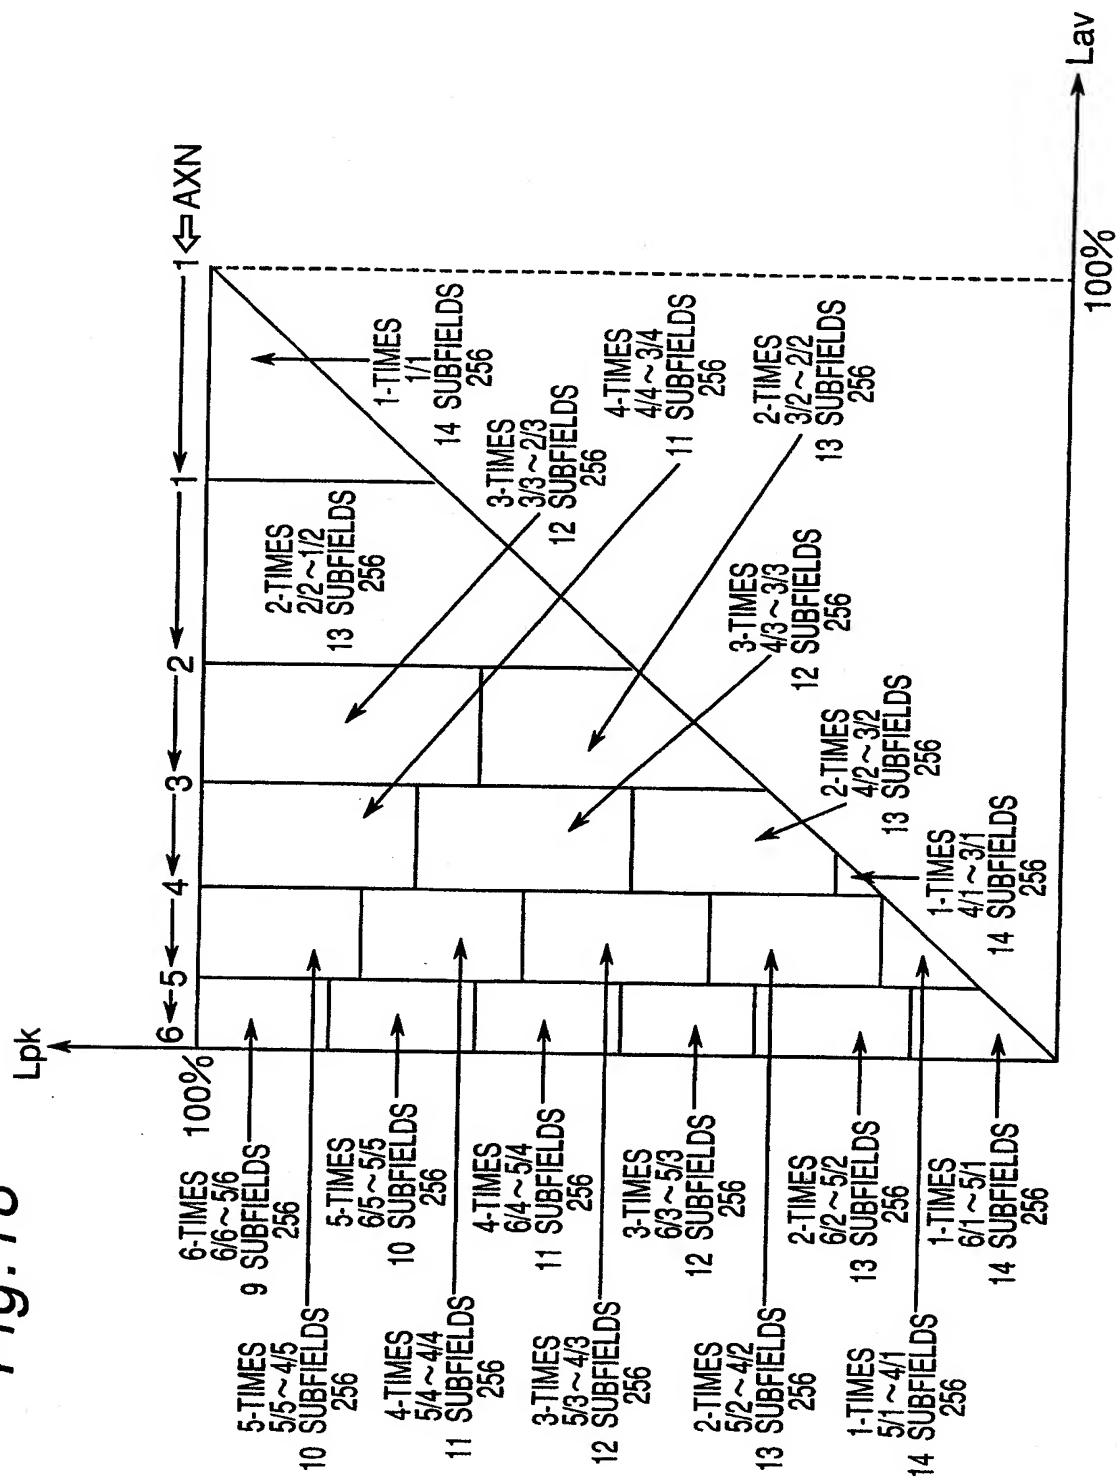 Fig.
Lpk
100%
6
5
4
3
2
1
1
AXN
6-TIMES
6/6~5/6
9 SUBFIELDS
256
5-TIMES
5/5~4/5
10 SUBFIELDS
256
5-TIMES
6/5~5/5
10 SUBFIELDS
256
4-TIMES
5/4~4/4
11 SUBFIELDS
256
4-TIMES
6/4~5/4
11 SUBFIELDS
256
3-TIMES
5/3~4/3
12 SUBFIELDS
256
3-TIMES
6/3~5/3
12 SUBFIELDS
256
2-TIMES
5/2~4/2
13 SUBFIELDS
256
2-TIMES
6/2~5/2
13 SUBFIELDS
256
1-TIMES
5/1~4/1
14 SUBFIELDS
256
1-TIMES
6/1~5/1
14 SUBFIELDS
256
2-TIMES
2/2~1/2
13 SUBFIELDS
256
1-TIMES
1/1
14 SUBFIELDS
256
3-TIMES
3/3~2/3
12 SUBFIELDS
256
4-TIMES
4/4~3/4
11 SUBFIELDS
256
2-TIMES
3/2~2/2
13 SUBFIELDS
256
3-TIMES
4/3~3/3
12 SUBFIELDS
256
2-TIMES
4/2~3/2
13 SUBFIELDS
256
1-TIMES
4/1~3/1
14 SUBFIELDS
256
100%
Lav